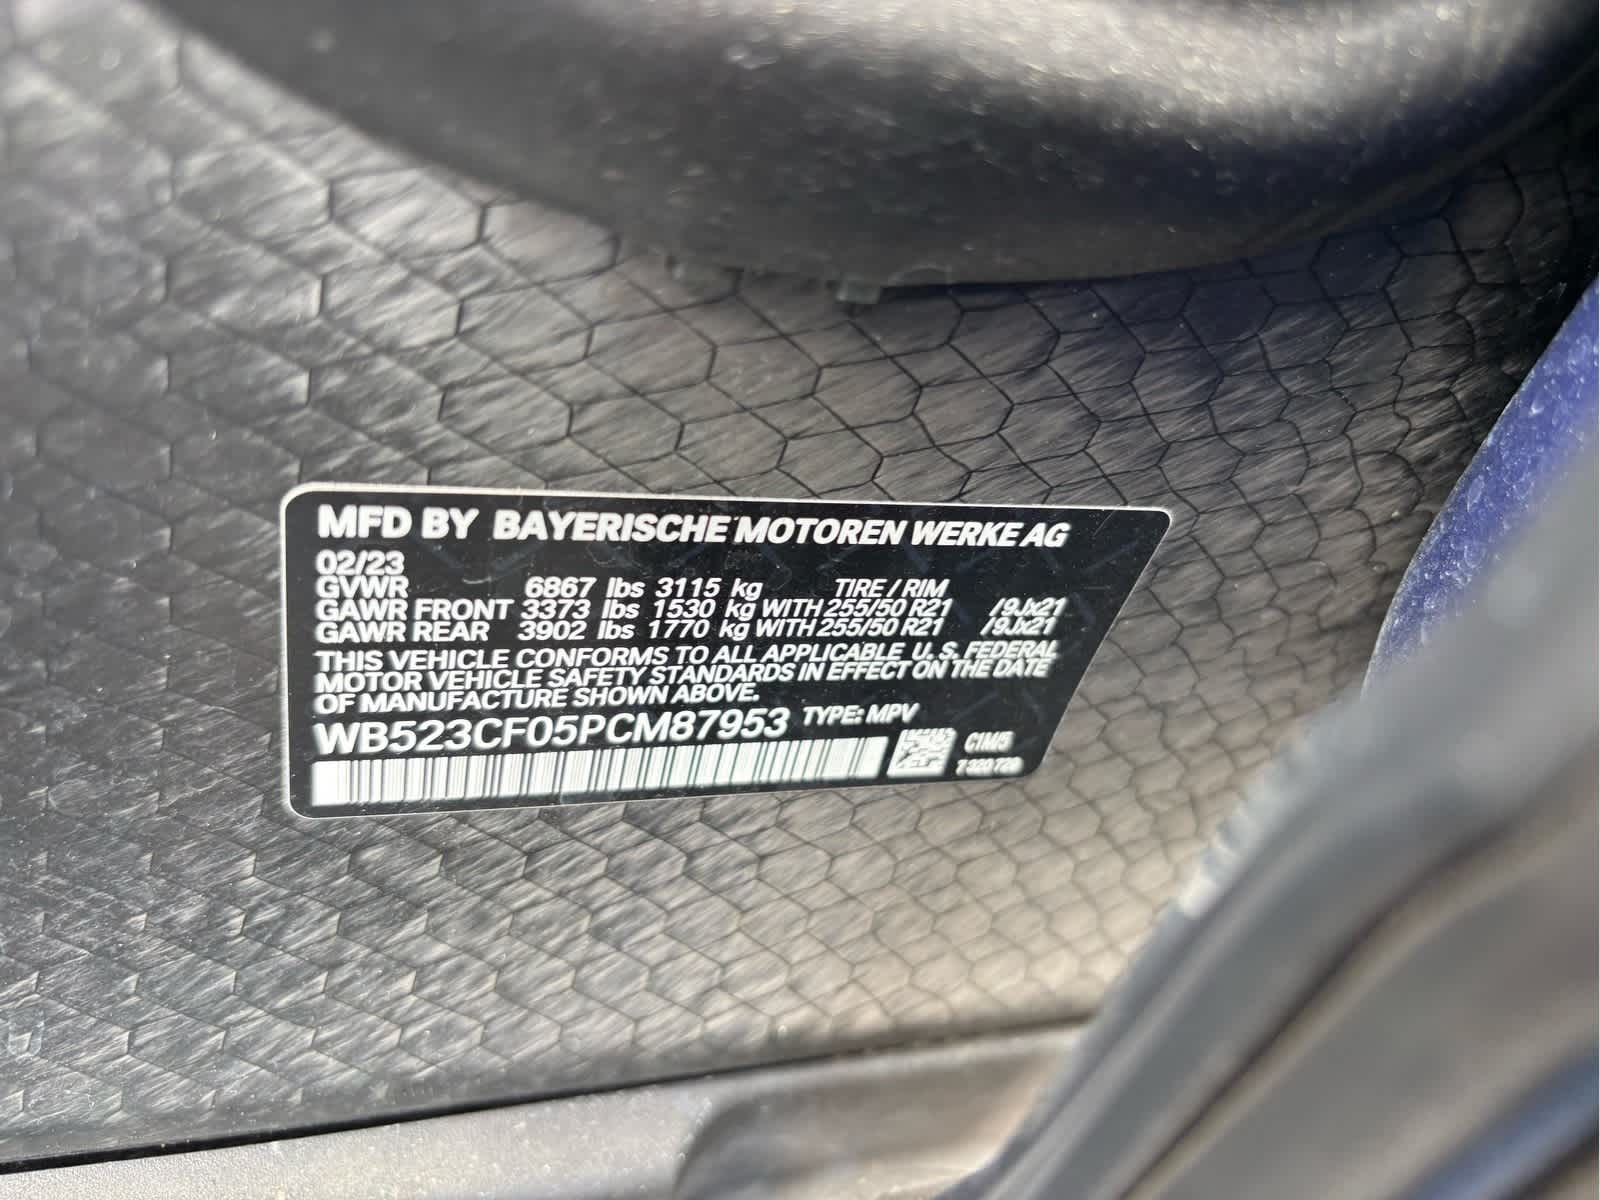 MFD BY BAYERISCHE MOTOREN WERKE AG
02/23
GVWR 6867 lbs 3115 kg TIRE / RIM
GAWR FRONT 3373 lbs 1530 kg WITH 255/50 R21 /9Jx21
GAWR REAR 3902 lbs 1770 kg WITH 255/50 R21 /9Jx21
THIS VEHICLE CONFORMS TO ALL APPLICABLE U. S. FEDERAL
MOTOR VEHICLE SAFETY STANDARDS IN EFFECT ON THE DATE
OF MANUFACTURE SHOWN ABOVE.
WB523CF05PCM87953 TYPE: MPV
C1M/5